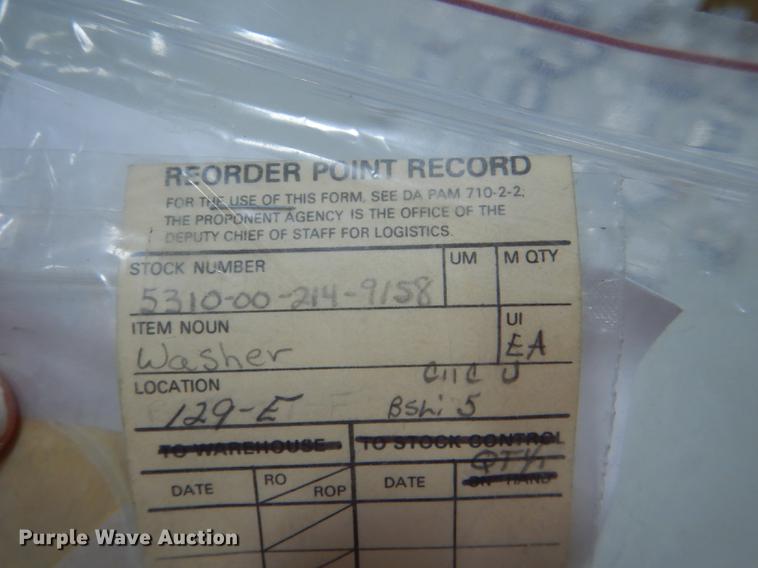 REORDER POINT RECORD
FOR THE USE OF THIS FORM, SEE DA PAM 710-2-2;
THE PROPONENT AGENCY IS THE OFFICE OF THE
DEPUTY CHIEF OF STAFF FOR LOGISTICS.
STOCK NUMBER UM M QTY
5310-00-214-9158
ITEM NOUN UI
Washer EA
LOCATION
129-E 5
TO WAREHOUSE TO STOCK CONTROL
DATE RO ROP DATE ON HAND
Purple Wave Auction